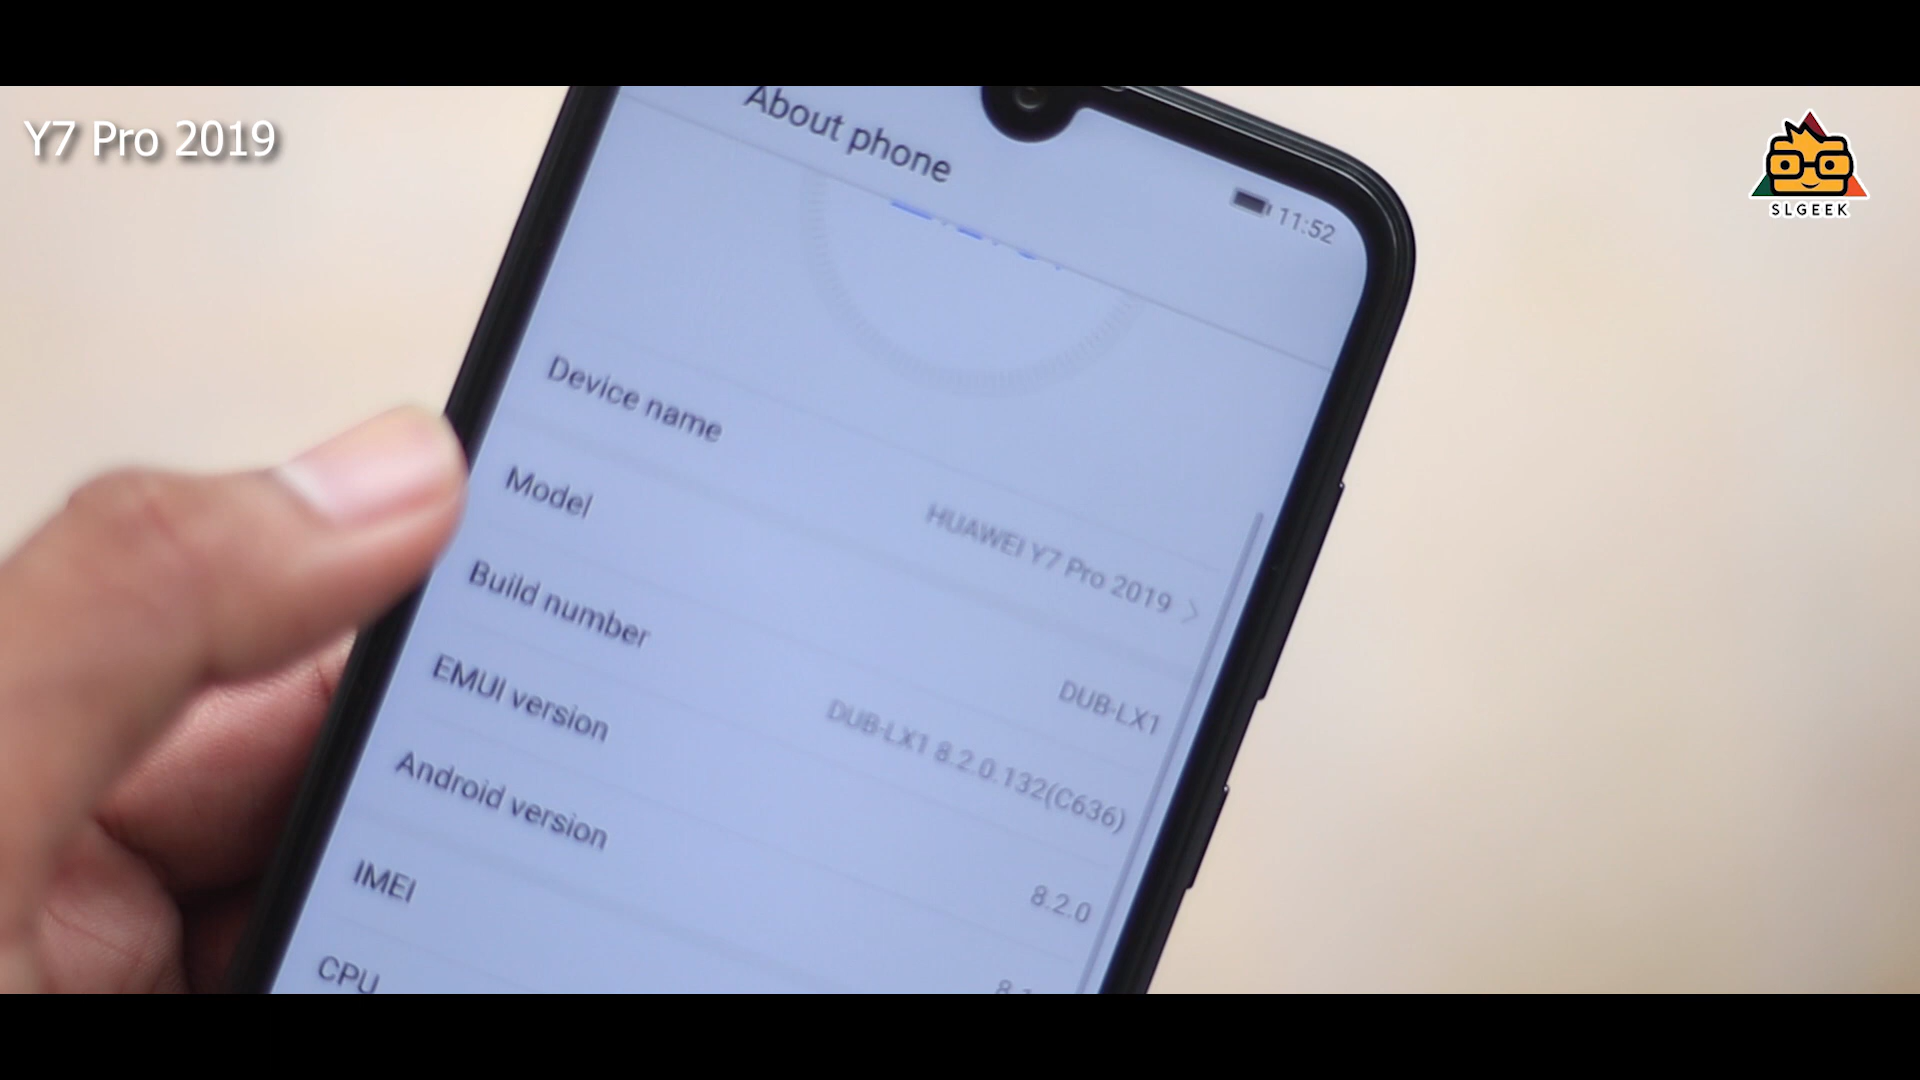 Y7 Pro 2019
SLGEEK
About phone
11:52
Device name
HUAWEI Y7 Pro 2019
Model
DUB-LX1
Build number
DUB-LX1 8.2.0.132(C636)
EMUI version
8.2.0
Android version
IMEI
CPU